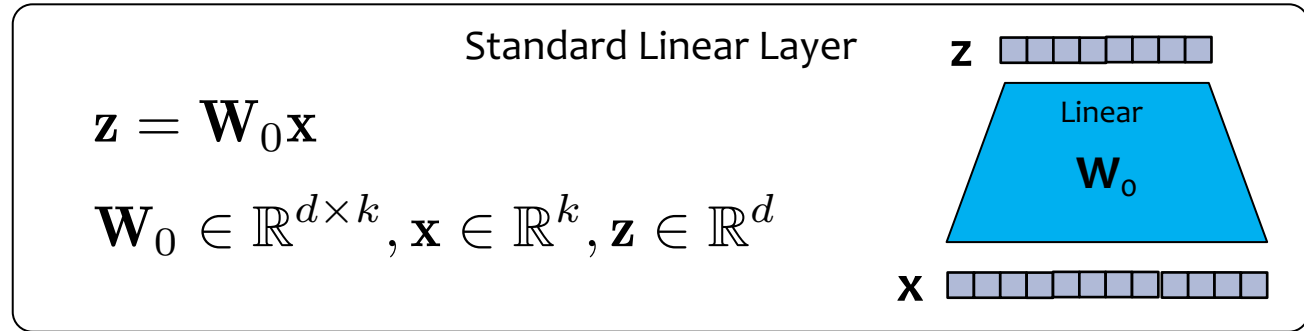 Standard Linear Layer
z = W₀x
W₀ ∈ ℝ^{d×k}, x ∈ ℝ^k, z ∈ ℝ^d
z
Linear
W₀
x